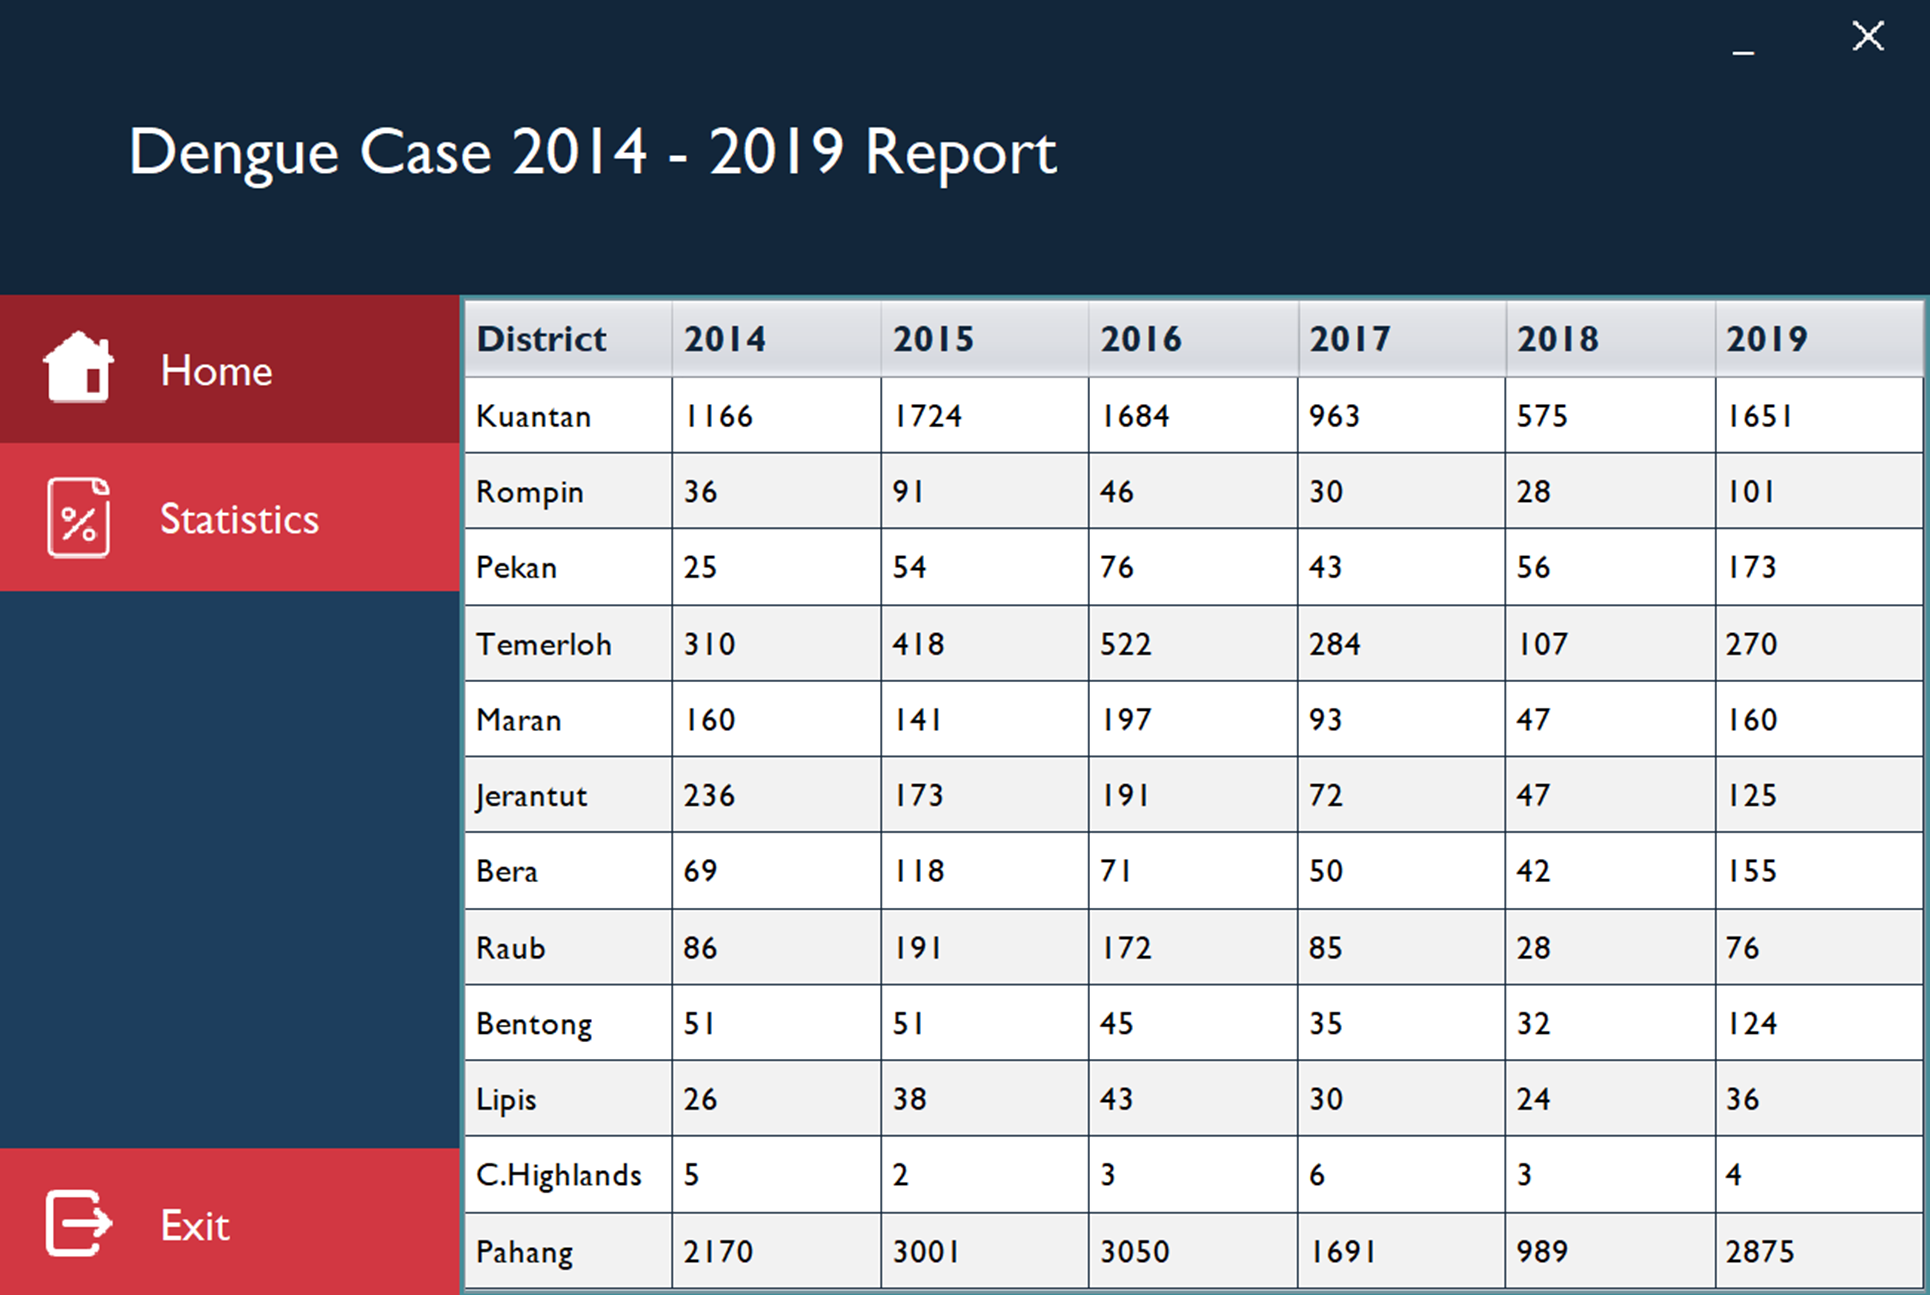 Dengue Case 2014 - 2019 Report
Home
Statistics
Exit
District 2014 2015 2016 2017 2018 2019
Kuantan 1166 1724 1684 963 575 1651
Rompin 36 91 46 30 28 101
Pekan 25 54 76 43 56 173
Temerloh 310 418 522 284 107 270
Maran 160 141 197 93 47 160
Jerantut 236 173 191 72 47 125
Bera 69 118 71 50 42 155
Raub 86 191 172 85 28 76
Bentong 51 51 45 35 32 124
Lipis 26 38 43 30 24 36
C.Highlands 5 2 3 6 3 4
Pahang 2170 3001 3050 1691 989 2875